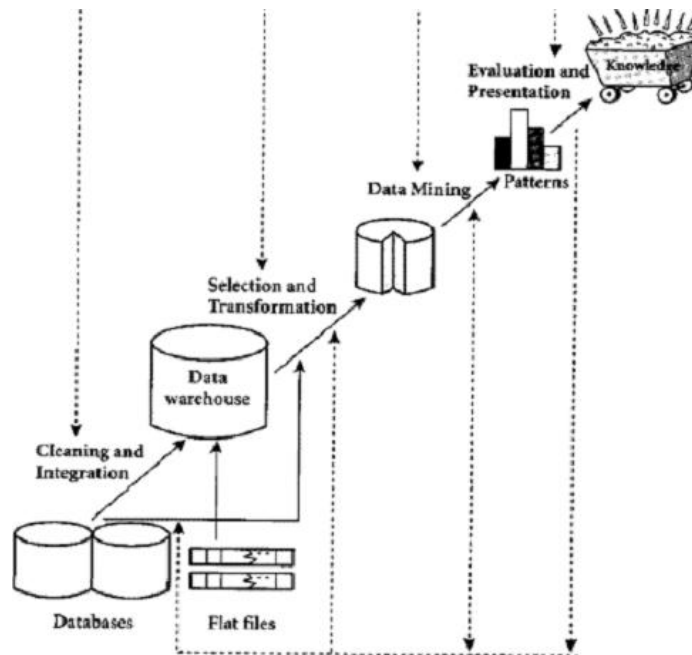 Evaluation and
Presentation
Knowledge
Patterns
Data Mining
Selection and
Transformation
Data
warehouse
Cleaning and
Integration
Databases
Flat files